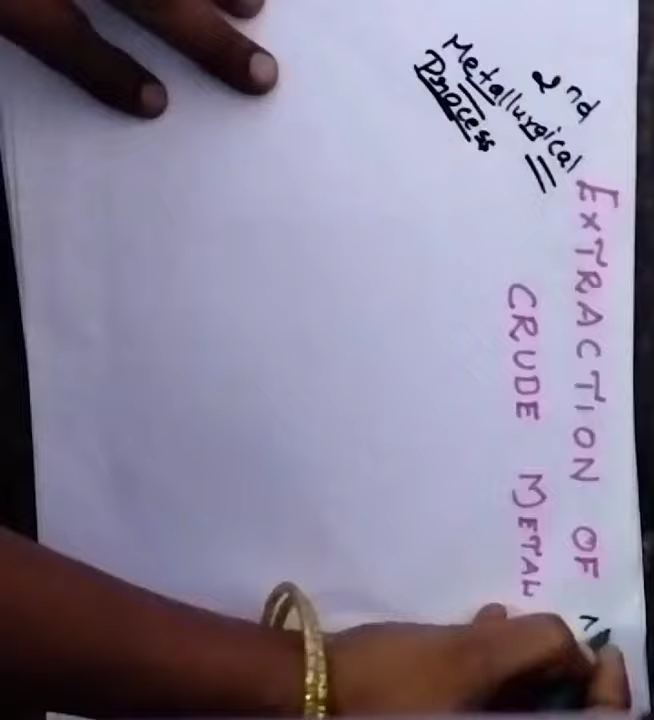 2nd
Metallurgical
Process
EXTRACTION OF
CRUDE METAL